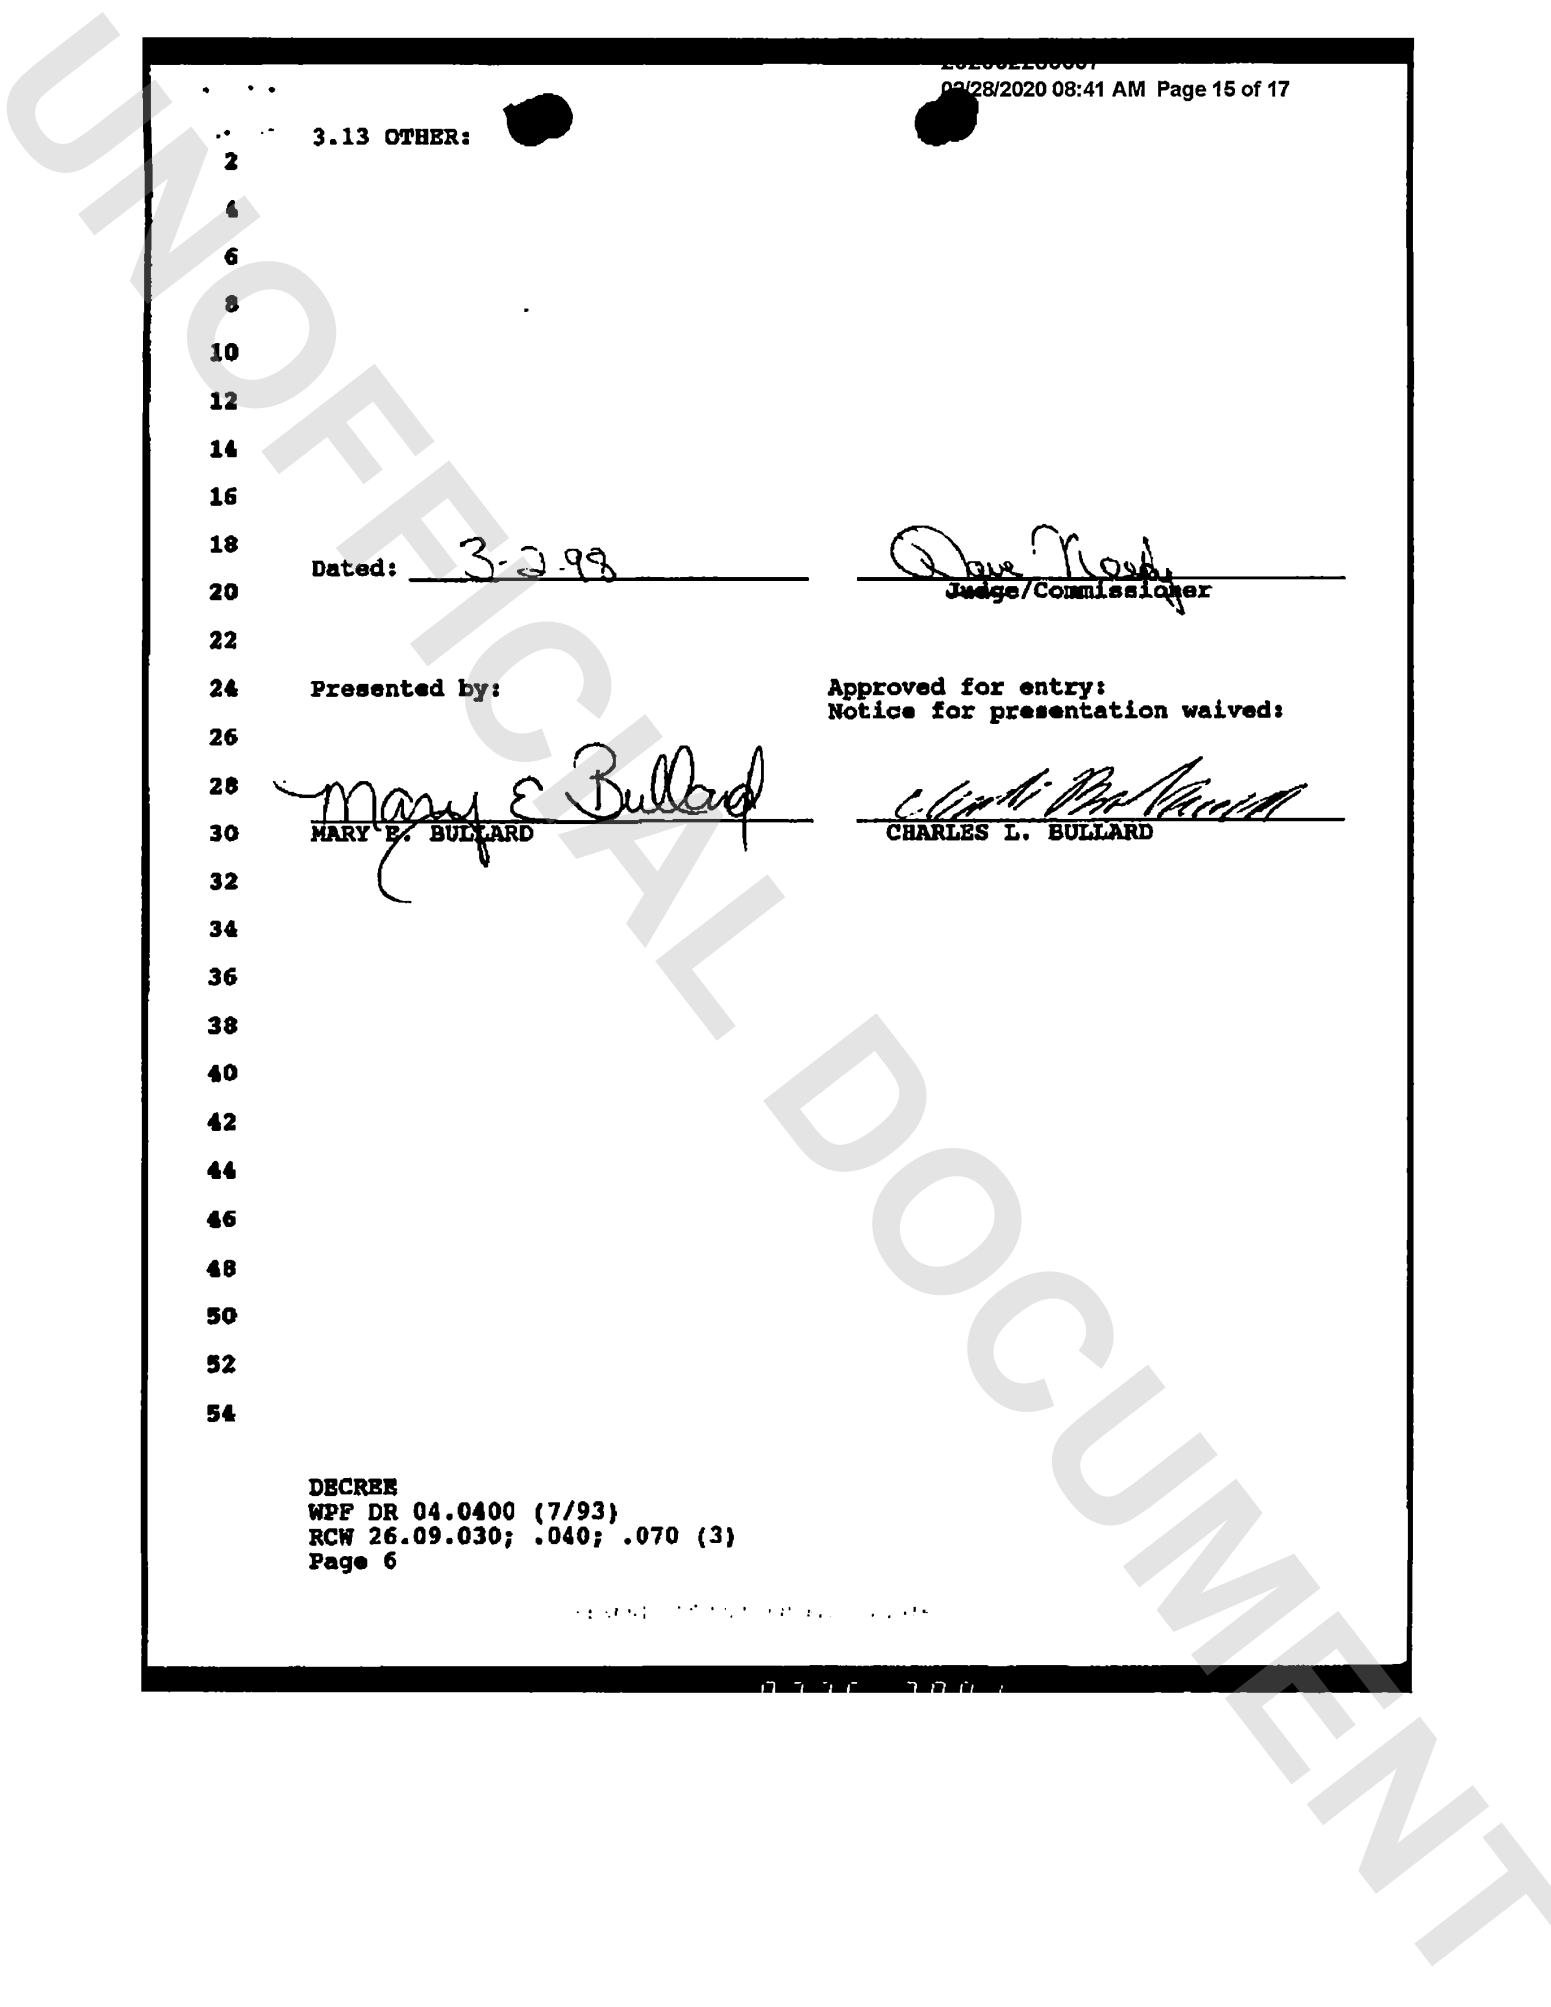 02/28/2020 08:41 AM Page 15 of 17
3.13 OTHER:
2
4
6
8
10
12
14
16
18
Dated: 3-2-98
Dave
20
Judge/Commissioner
22
24
Presented by:
Approved for entry:
Notice for presentation waived:
26
28
Mary E Bullard
30
MARY E. BULLARD
CHARLES L. BULLARD
32
34
36
38
40
42
44
46
48
50
52
54
DECREE
WPF DR 04.0400 (7/93)
RCW 26.09.030; .040; .070 (3)
Page 6
UNOFFICIAL DOCUMENT